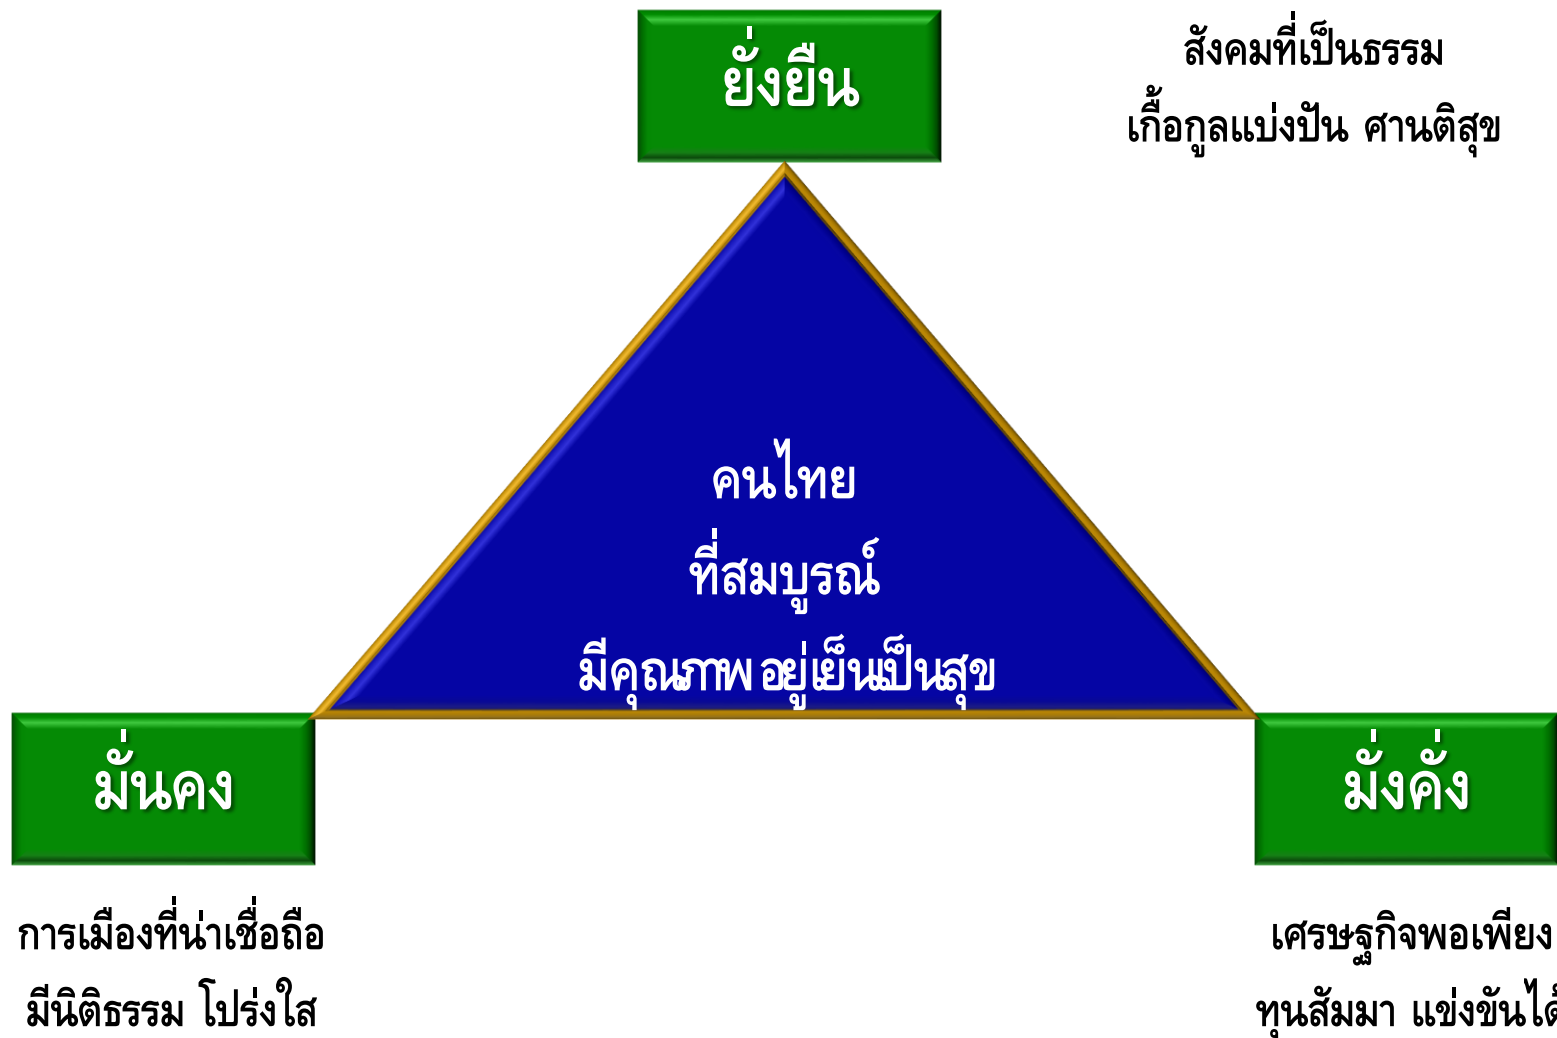 ยั่งยืน
สังคมที่เป็นธรรม
เกื้อกูลแบ่งปัน ศานติสุข
คนไทย
ที่สมบูรณ์
มีคุณภาพ อยู่เย็นเป็นสุข
มั่นคง
มั่งคั่ง
การเมืองที่น่าเชื่อถือ
มีนิติธรรม โปร่งใส
เศรษฐกิจพอเพียง
ทุนสัมมา แข่งขันได้